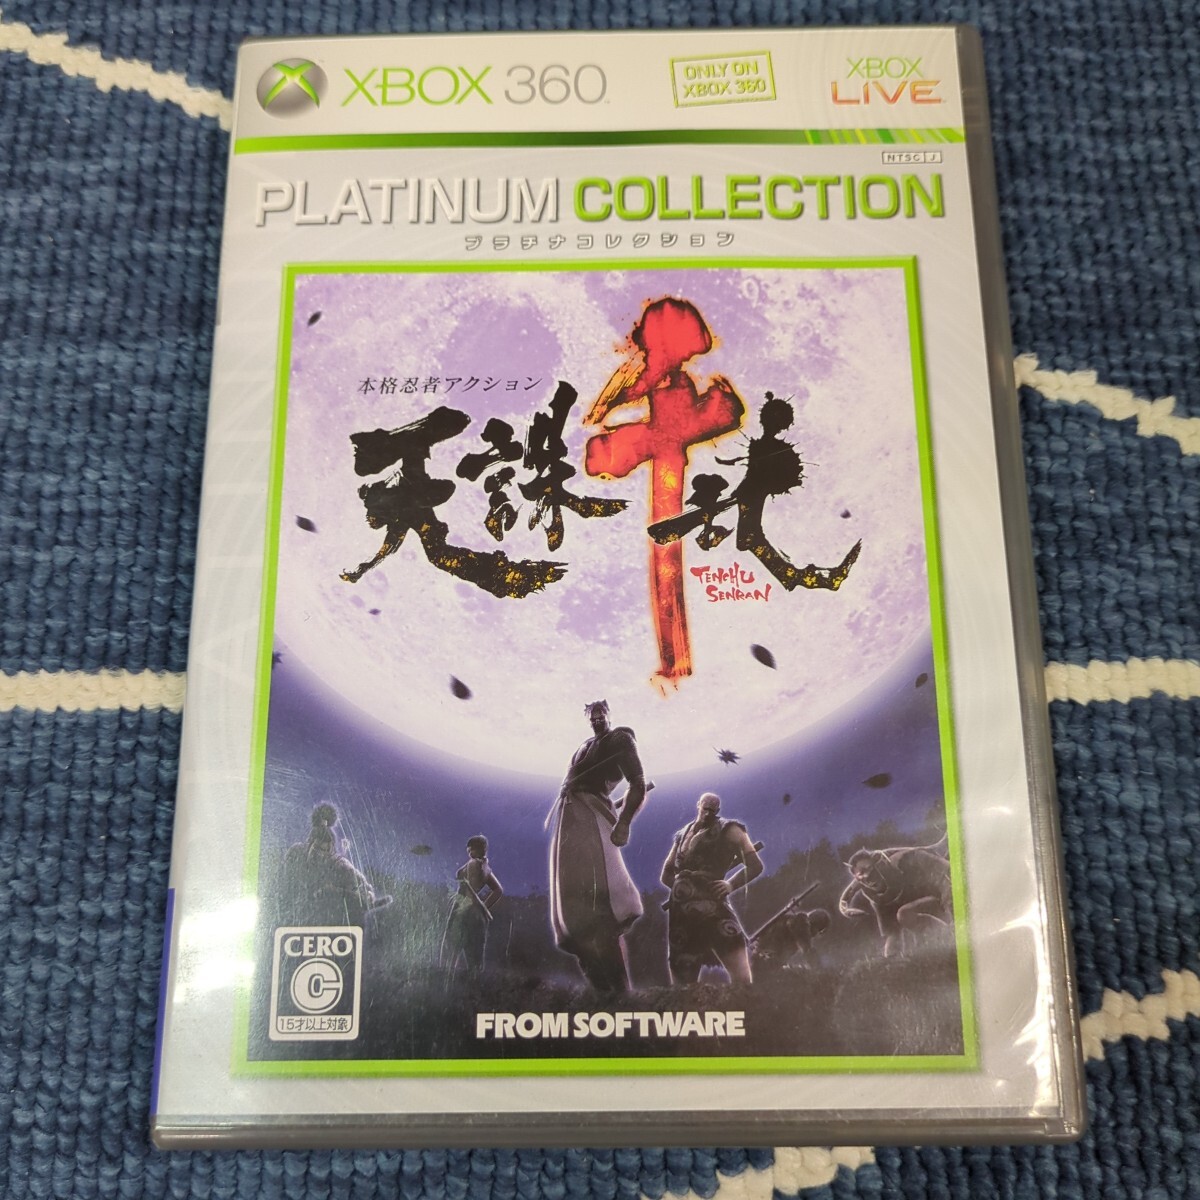 XBOX 360
ONLY ON
XBOX 360
XBOX
LIVE
NTSC J
PLATINUM COLLECTION
プラチナコレクション
本格忍者アクション
天誅 千乱
TENCHU
SENRAN
CERO
C
15才以上対象
FROMSOFTWARE